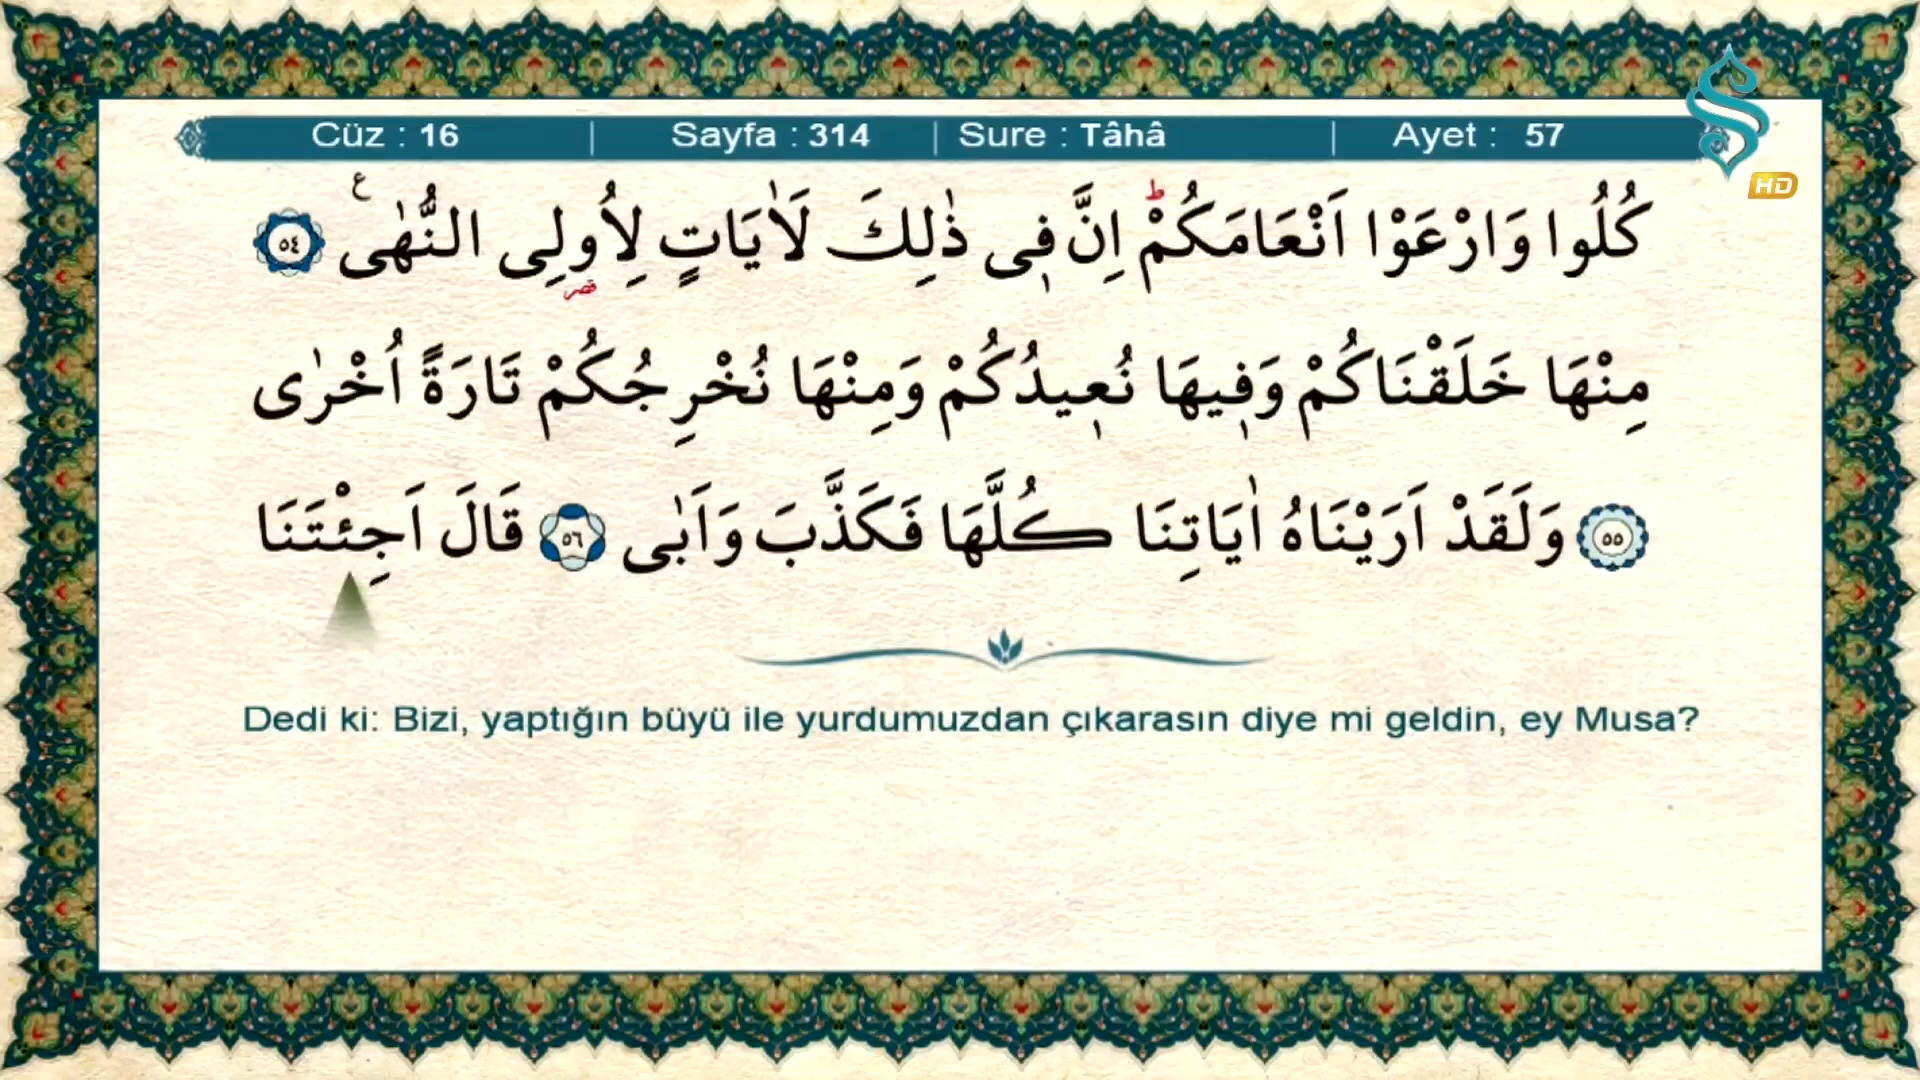 Cüz : 16 | Sayfa : 314 | Sure : Tâhâ | Ayet : 57
HD
كُلُوا وَارْعَوْا اَنْعَامَكُمْۜ اِنَّ ف۪ى ذٰلِكَ لَاٰيَاتٍ لِاُو۬لِى النُّهٰى ۟ ٥٤
مِنْهَا خَلَقْنَاكُمْ وَف۪يهَا نُع۪يدُكُمْ وَمِنْهَا نُخْرِجُكُمْ تَارَةً اُخْرٰى
٥٥ وَلَقَدْ اَرَيْنَاهُ اٰيَاتِنَا كُلَّهَا فَكَذَّبَ وَاَبٰى ٥٦ قَالَ اَجِئْتَنَا
Dedi ki: Bizi, yaptığın büyü ile yurdumuzdan çıkarasın diye mi geldin, ey Musa?